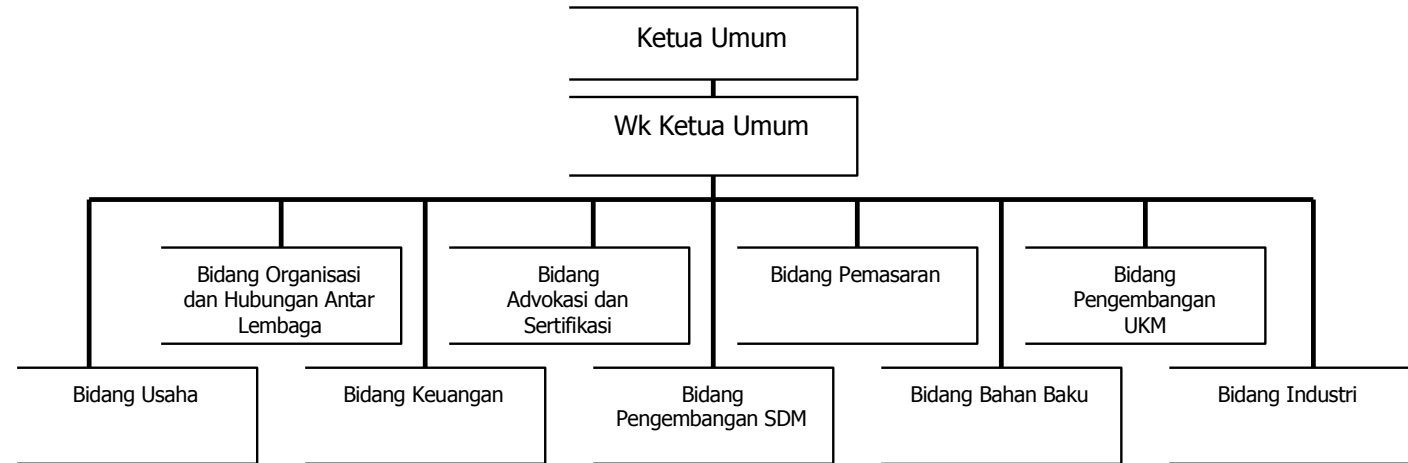 Ketua Umum
Wk Ketua Umum
Bidang Organisasi
dan Hubungan Antar
Lembaga
Bidang
Advokasi dan
Sertifikasi
Bidang Pemasaran
Bidang
Pengembangan
UKM
Bidang Usaha
Bidang Keuangan
Bidang
Pengembangan SDM
Bidang Bahan Baku
Bidang Industri